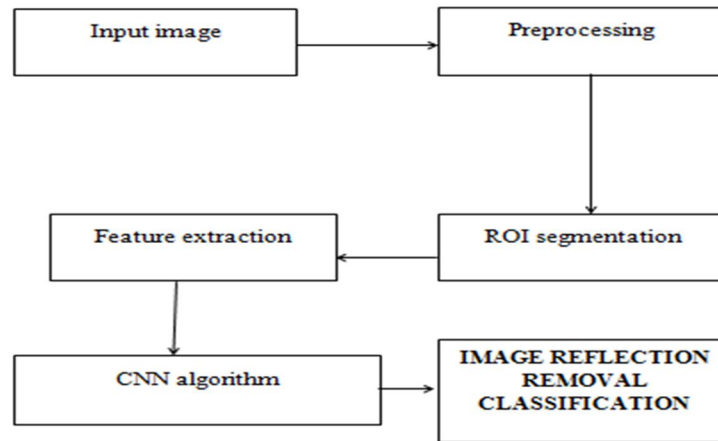 Input image
Preprocessing
ROI segmentation
Feature extraction
CNN algorithm
IMAGE REFLECTION
REMOVAL
CLASSIFICATION